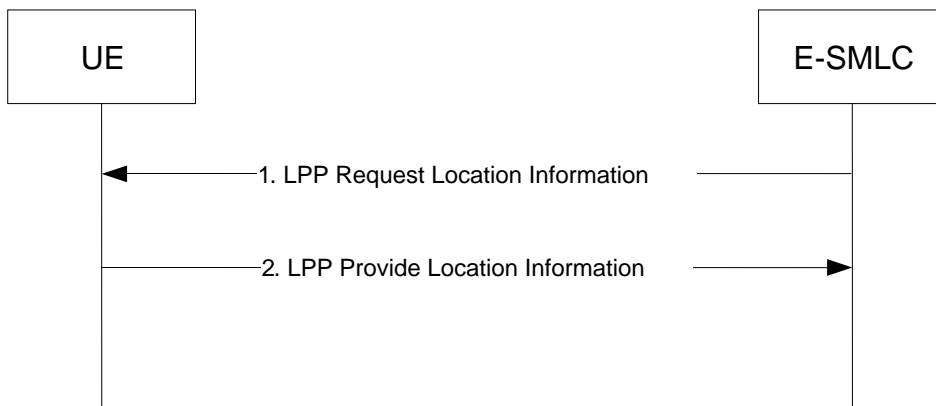 UE
E-SMLC
1. LPP Request Location Information
2. LPP Provide Location Information